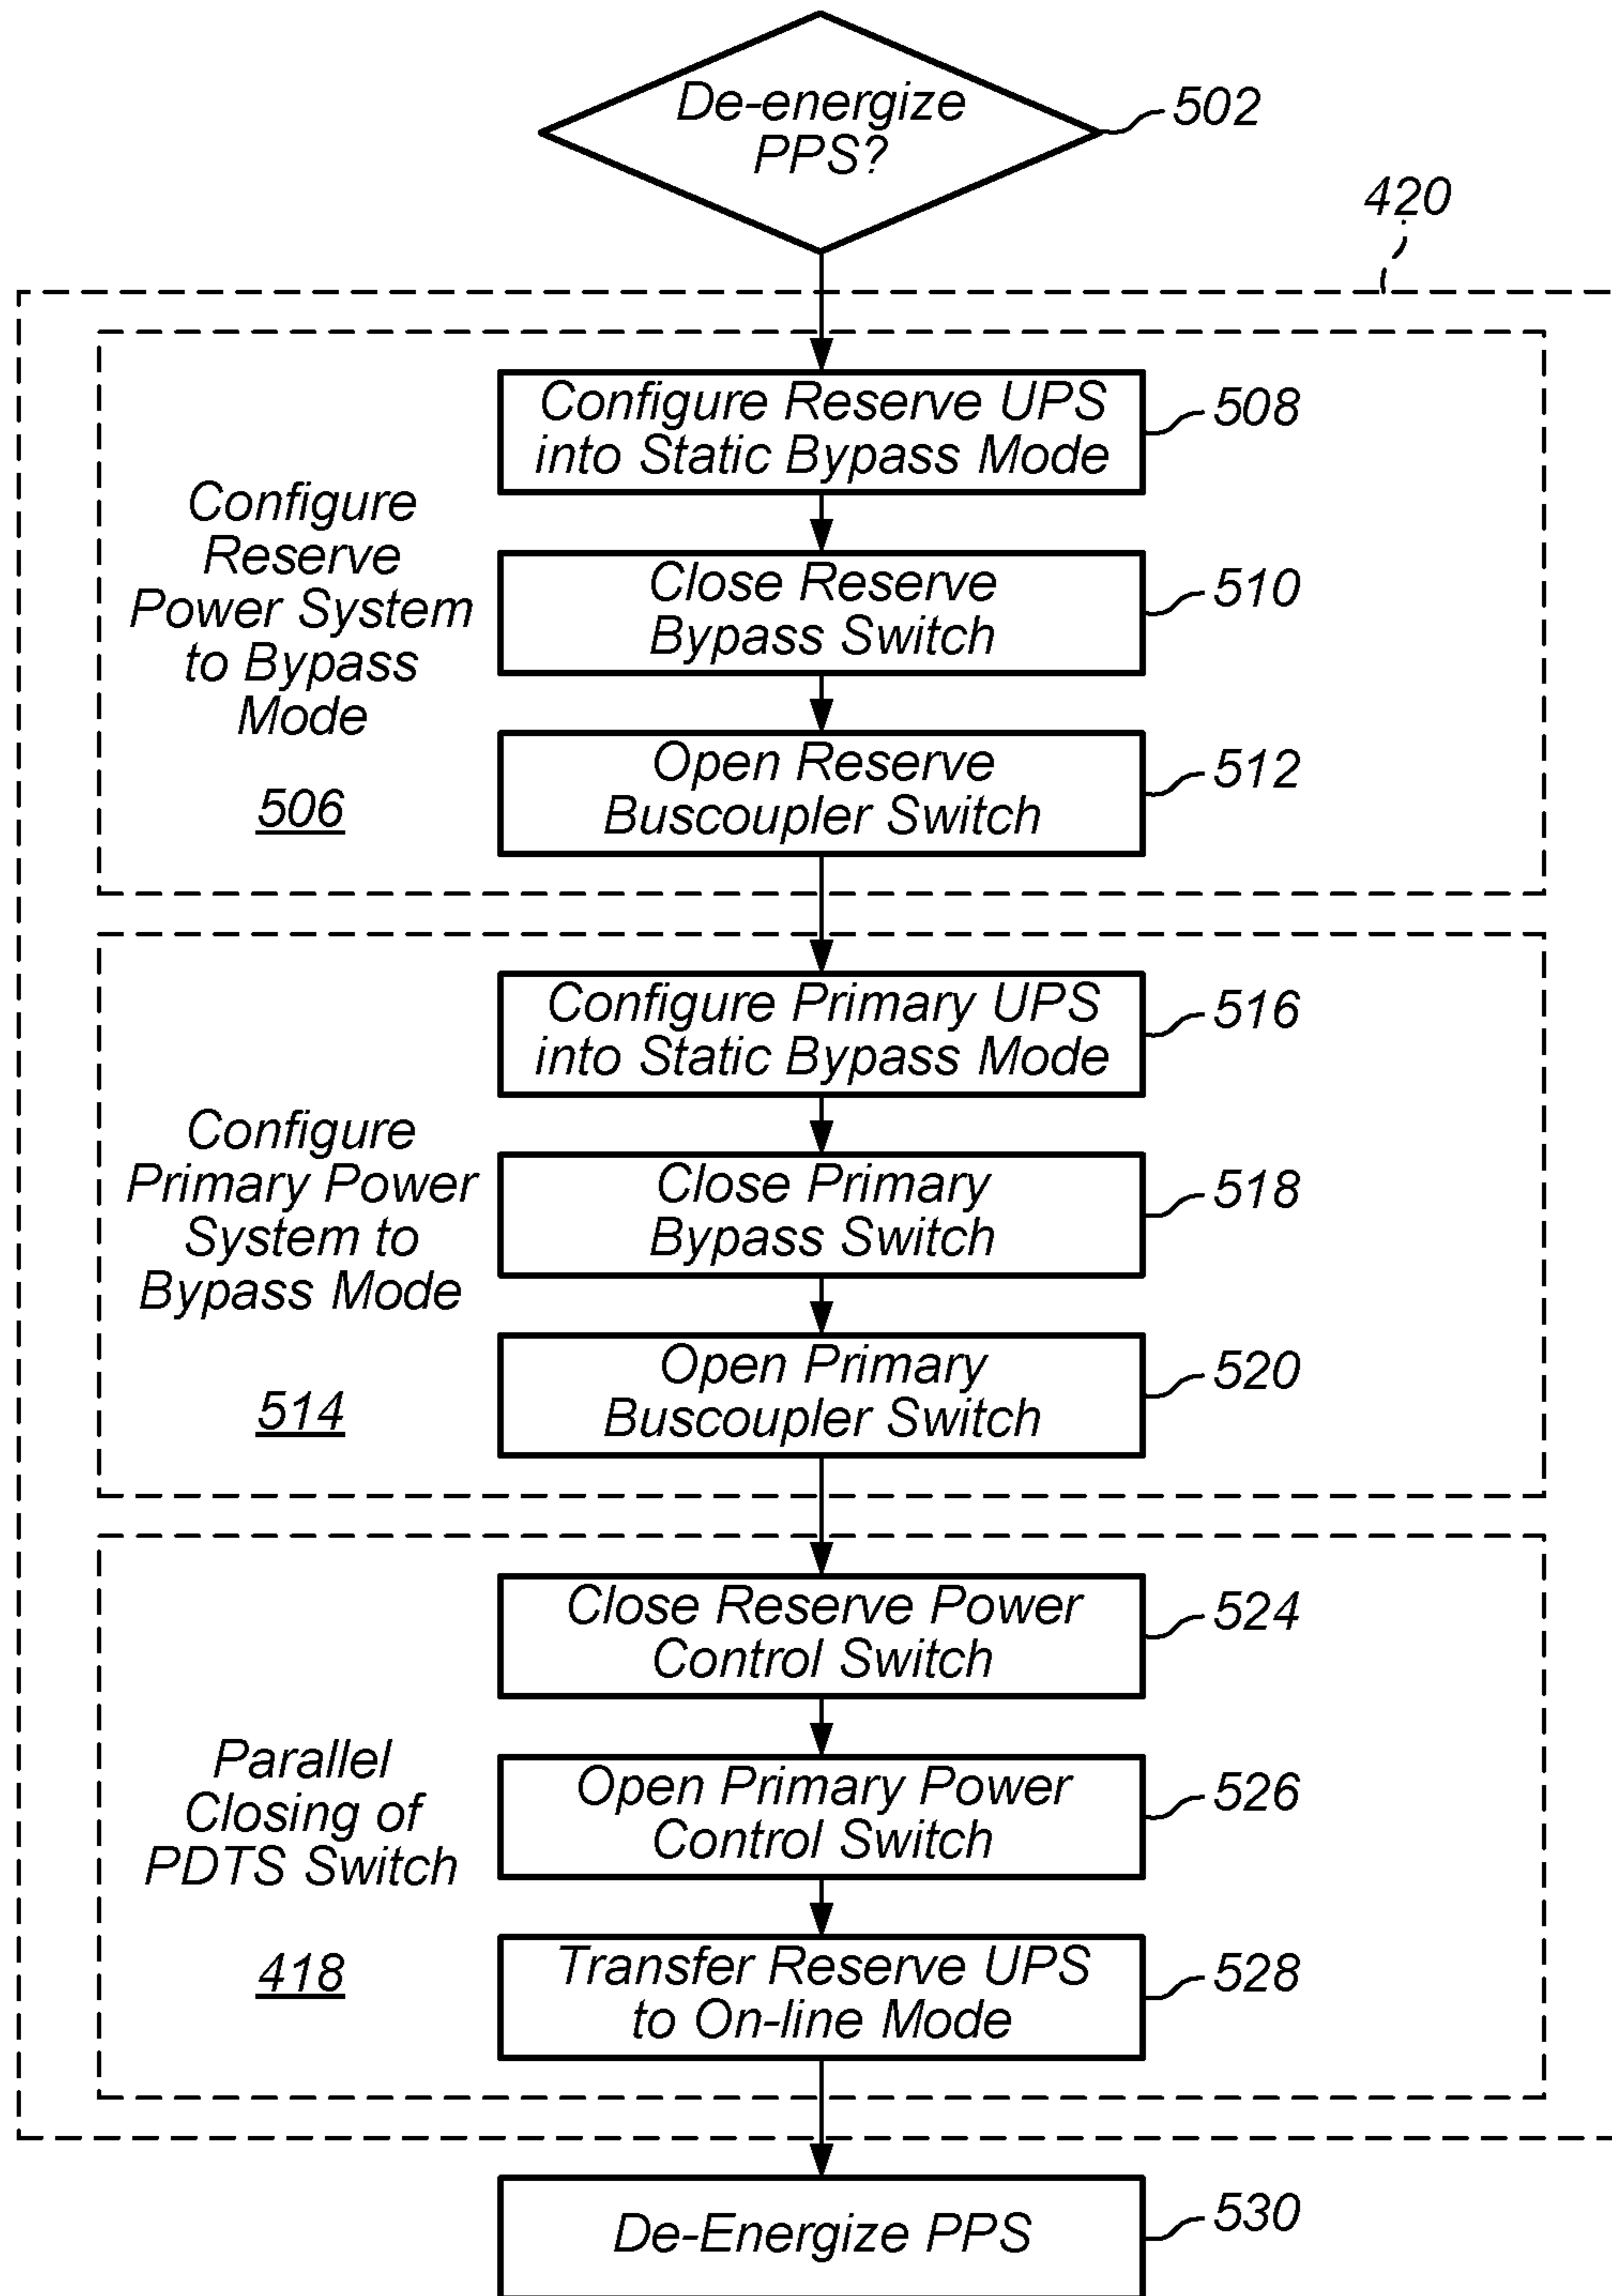 De-energize
PPS?
502
420
Configure Reserve UPS
into Static Bypass Mode
508
Configure
Reserve
Power System
to Bypass
Mode
506
Close Reserve
Bypass Switch
510
Open Reserve
Buscoupler Switch
512
Configure Primary UPS
into Static Bypass Mode
516
Configure
Primary Power
System to
Bypass Mode
514
Close Primary
Bypass Switch
518
Open Primary
Buscoupler Switch
520
Close Reserve Power
Control Switch
524
Parallel
Closing of
PDTS Switch
418
Open Primary Power
Control Switch
526
Transfer Reserve UPS
to On-line Mode
528
De-Energize PPS
530